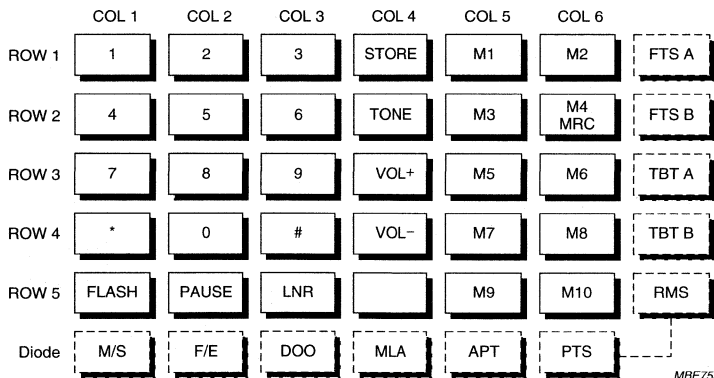 COL 1 COL 2 COL 3 COL 4 COL 5 COL 6
ROW 1 1 2 3 STORE M1 M2 FTS A
ROW 2 4 5 6 TONE M3 M4 MRC FTS B
ROW 3 7 8 9 VOL+ M5 M6 TBT A
ROW 4 * 0 # VOL− M7 M8 TBT B
ROW 5 FLASH PAUSE LNR M9 M10 RMS
Diode M/S F/E DOO MLA APT PTS